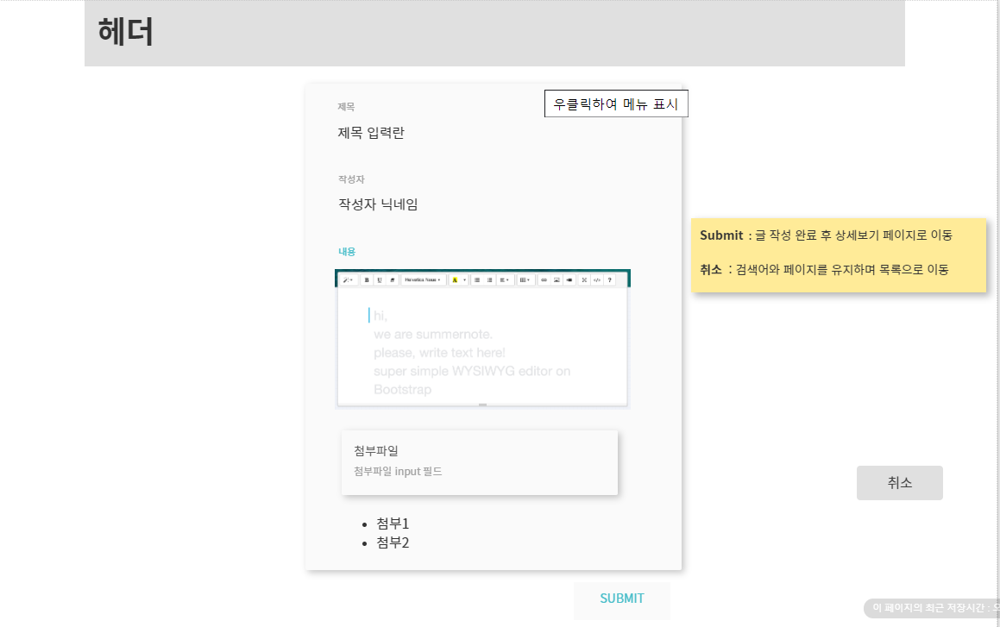 헤더
우클릭하여 메뉴 표시
제목
제목 입력란
작성자
작성자 닉네임
Submit : 글 작성 완료 후 상세보기 페이지로 이동
취소 : 검색어와 페이지를 유지하며 목록으로 이동
내용
B U Helvetica Neue A </> ?
hi,
we are summernote.
please, write text here!
super simple WYSIWYG editor on
Bootstrap
첨부파일
첨부파일 input 필드
취소
• 첨부1
• 첨부2
SUBMIT
이 페이지의 최근 저장시간 :